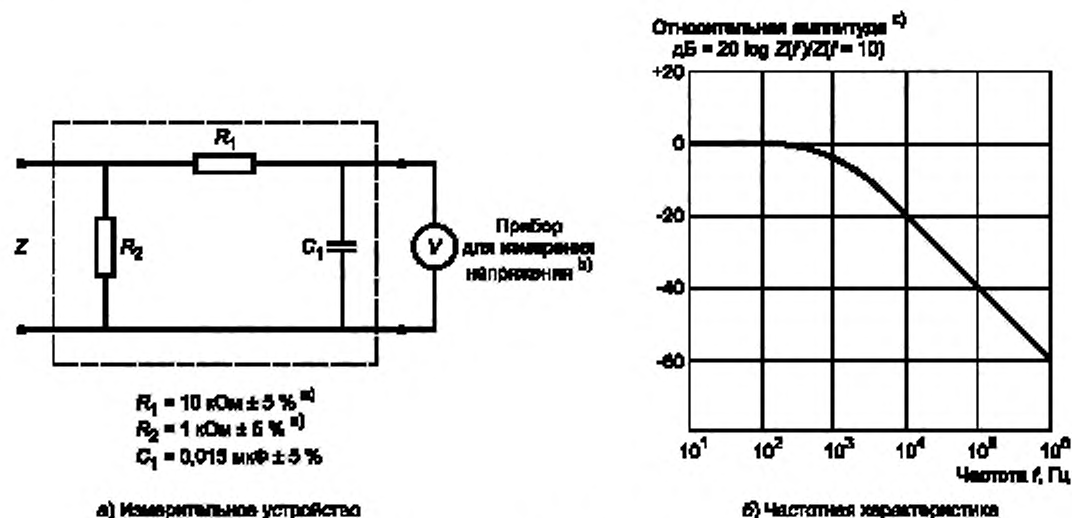 Относительная амплитуда c)
дБ = 20 log Z(f)/Z(f = 10)
+20
0
-20
-40
-60
10¹ 10² 10³ 10⁴ 10⁵ 10⁶
Частота f, Гц
б) Частотная характеристика
R₁
Z
R₂
C₁
V
Прибор
для измерения
напряжения b)
R₁ = 10 кОм ± 5 % a)
R₂ = 1 кОм ± 5 % a)
C₁ = 0,015 мкФ ± 5 %
а) Измерительное устройство